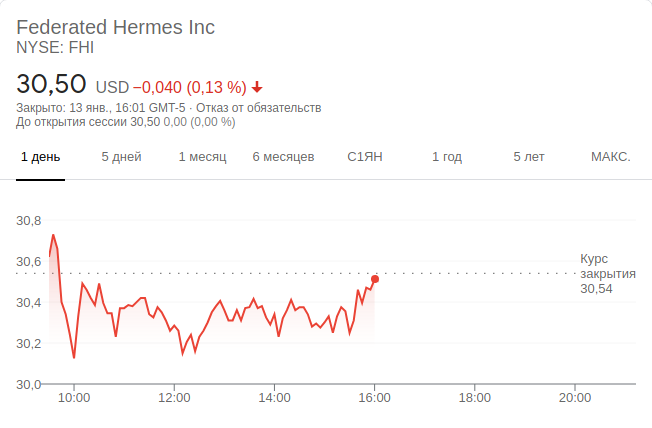 Federated Hermes Inc
NYSE: FHI
30,50 USD −0,040 (0,13 %)
Закрыто: 13 янв., 16:01 GMT-5 · Отказ от обязательств
До открытия сессии 30,50 0,00 (0,00 %)
1 день 5 дней 1 месяц 6 месяцев С1ЯН 1 год 5 лет МАКС.
30,8
30,6
30,4
30,2
30,0
Курс
закрытия
30,54
10:00 12:00 14:00 16:00 18:00 20:00